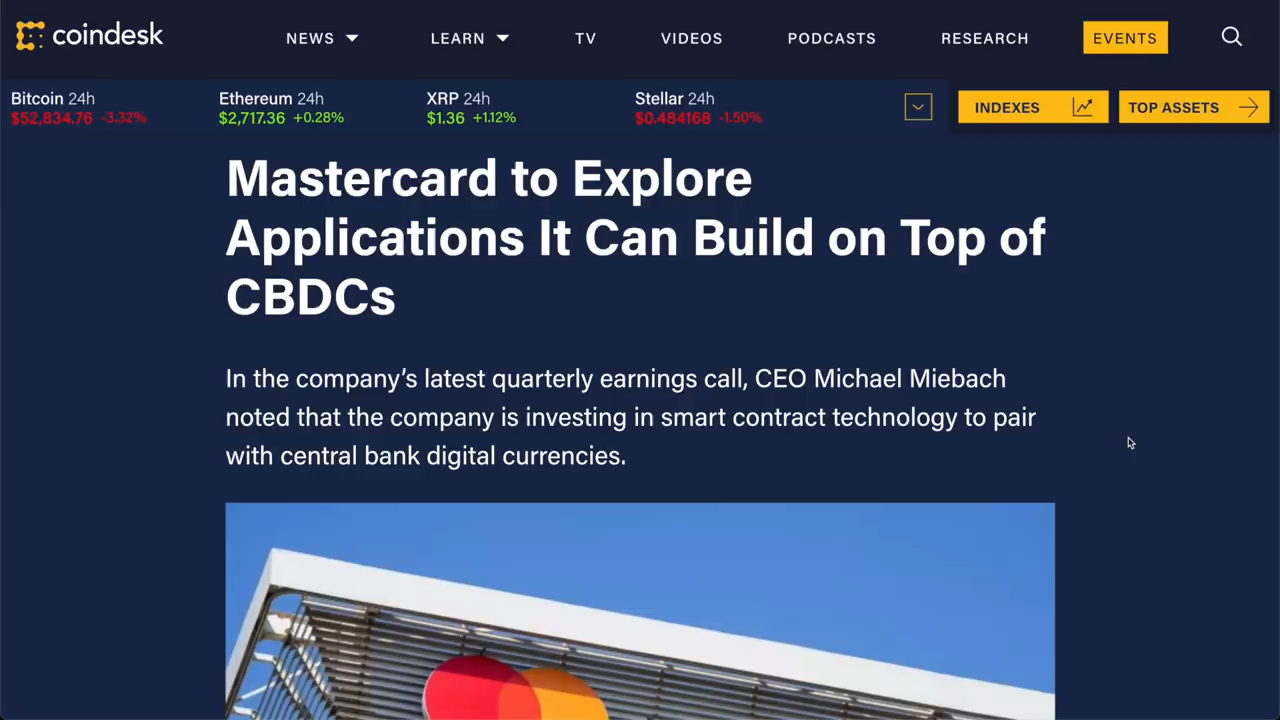 coindesk
NEWS LEARN TV VIDEOS PODCASTS RESEARCH EVENTS
Bitcoin 24h Ethereum 24h XRP 24h Stellar 24h
$52,834.76 -3.32% $2,717.36 +0.28% $1.36 +1.12% $0.484168 -1.50%
INDEXES TOP ASSETS
Mastercard to Explore
Applications It Can Build on Top of
CBDCs
In the company’s latest quarterly earnings call, CEO Michael Miebach
noted that the company is investing in smart contract technology to pair
with central bank digital currencies.